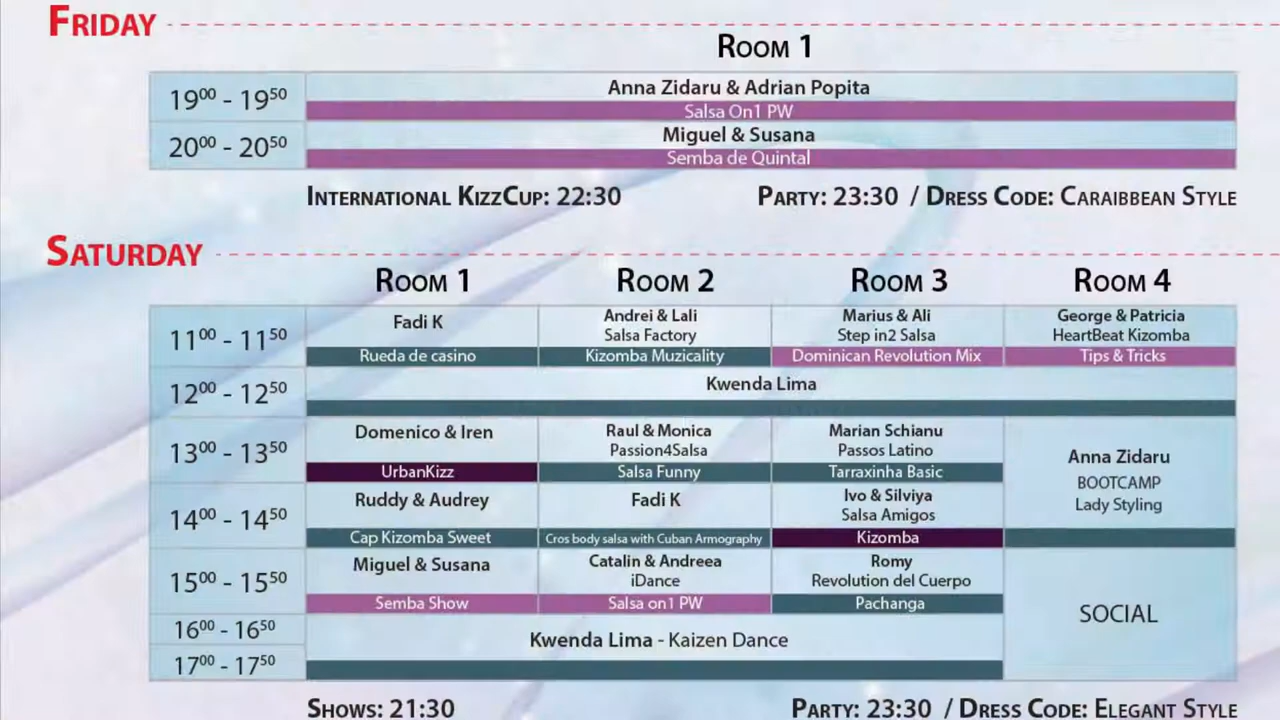 FRIDAY
ROOM 1
19⁰⁰ - 19⁵⁰
Anna Zidaru & Adrian Popita
Salsa On1 PW
20⁰⁰ - 20⁵⁰
Miguel & Susana
Semba de Quintal
INTERNATIONAL KIZZCUP: 22:30
PARTY: 23:30 / DRESS CODE: CARAIBBEAN STYLE
SATURDAY
ROOM 1
ROOM 2
ROOM 3
ROOM 4
11⁰⁰ - 11⁵⁰
Fadi K
Rueda de casino
Andrei & Lali
Salsa Factory
Kizomba Muzicality
Marius & Ali
Step in2 Salsa
Dominican Revolution Mix
George & Patricia
HeartBeat Kizomba
Tips & Tricks
12⁰⁰ - 12⁵⁰
Kwenda Lima
13⁰⁰ - 13⁵⁰
Domenico & Iren
UrbanKizz
Raul & Monica
Passion4Salsa
Salsa Funny
Marian Schianu
Passos Latino
Tarraxinha Basic
Anna Zidaru
BOOTCAMP
Lady Styling
14⁰⁰ - 14⁵⁰
Ruddy & Audrey
Cap Kizomba Sweet
Fadi K
Cros body salsa with Cuban Armography
Ivo & Silviya
Salsa Amigos
Kizomba
15⁰⁰ - 15⁵⁰
Miguel & Susana
Semba Show
Catalin & Andreea
iDance
Salsa on1 PW
Romy
Revolution del Cuerpo
Pachanga
SOCIAL
16⁰⁰ - 16⁵⁰
17⁰⁰ - 17⁵⁰
Kwenda Lima - Kaizen Dance
SHOWS: 21:30
PARTY: 23:30 / DRESS CODE: ELEGANT STYLE